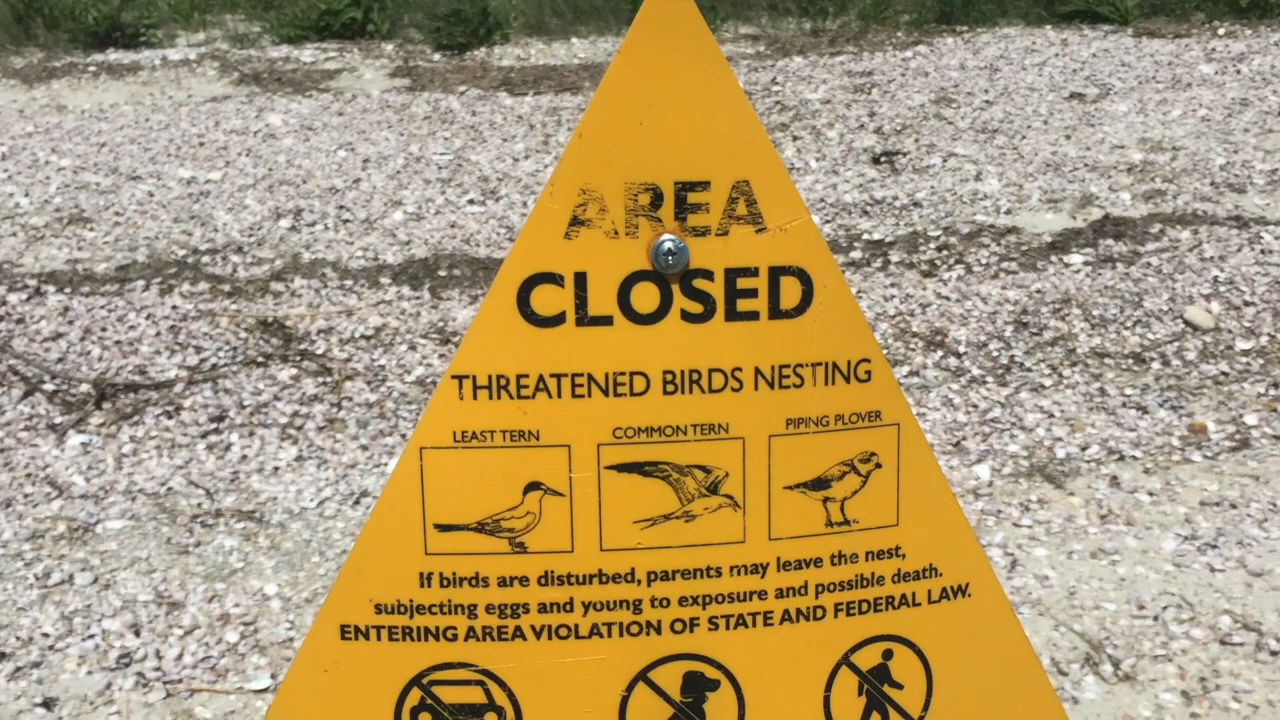 AREA
CLOSED
THREATENED BIRDS NESTING
LEAST TERN COMMON TERN PIPING PLOVER
If birds are disturbed, parents may leave the nest,
subjecting eggs and young to exposure and possible death.
ENTERING AREA VIOLATION OF STATE AND FEDERAL LAW.